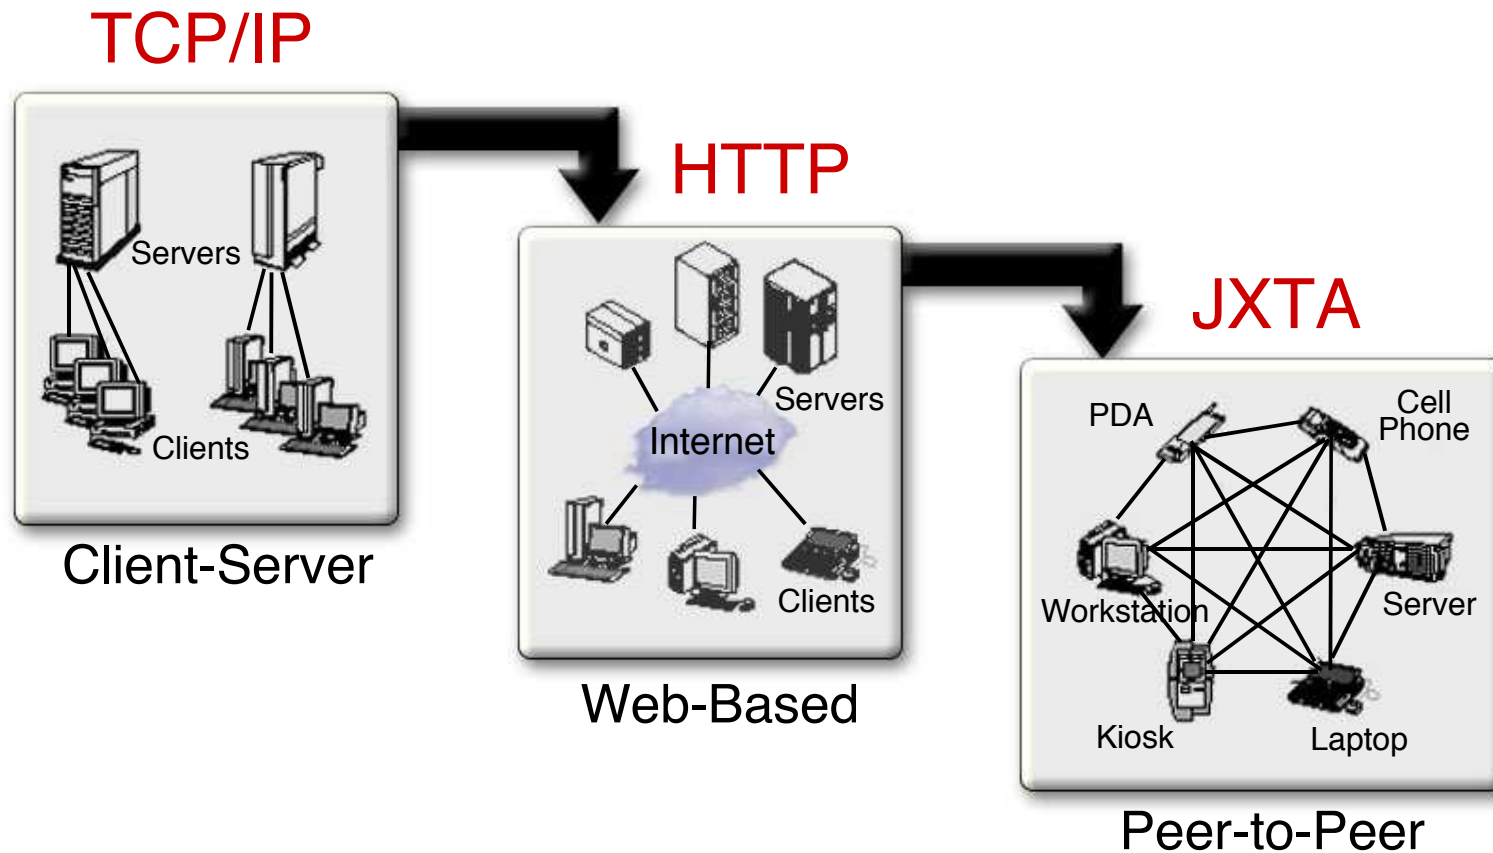 TCP/IP
Servers
Clients
Client-Server
HTTP
Servers
Internet
Clients
Web-Based
JXTA
PDA
Cell
Phone
Workstation
Server
Kiosk
Laptop
Peer-to-Peer